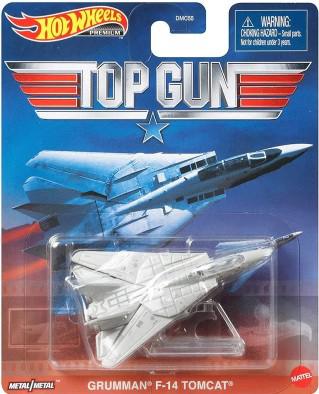 HOT WHEELS
PREMIUM
DMC55
WARNING:
CHOKING HAZARD – Small parts.
Not for children under 3 years.
TOP GUN
METAL/METAL
GRUMMAN® F-14 TOMCAT®
MATTEL